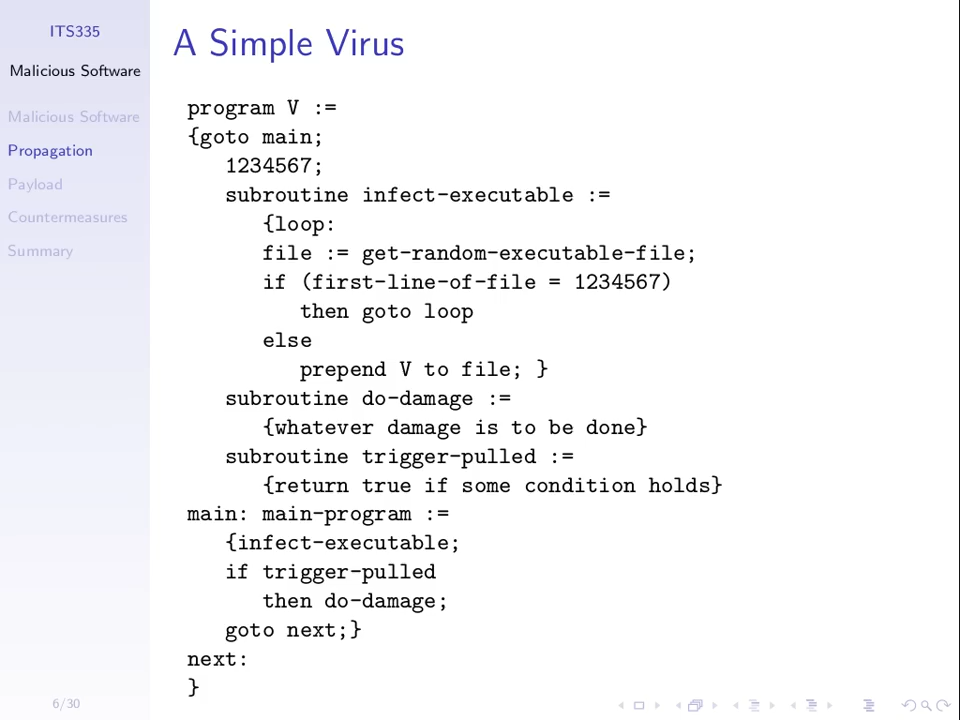 ITS335
Malicious Software
Malicious Software
Propagation
Payload
Countermeasures
Summary
6/30
A Simple Virus
program V :=
{goto main;
   1234567;
   subroutine infect-executable :=
      {loop:
      file := get-random-executable-file;
      if (first-line-of-file = 1234567)
         then goto loop
      else
         prepend V to file; }
   subroutine do-damage :=
      {whatever damage is to be done}
   subroutine trigger-pulled :=
      {return true if some condition holds}
main: main-program :=
   {infect-executable;
   if trigger-pulled
      then do-damage;
   goto next;}
next:
}